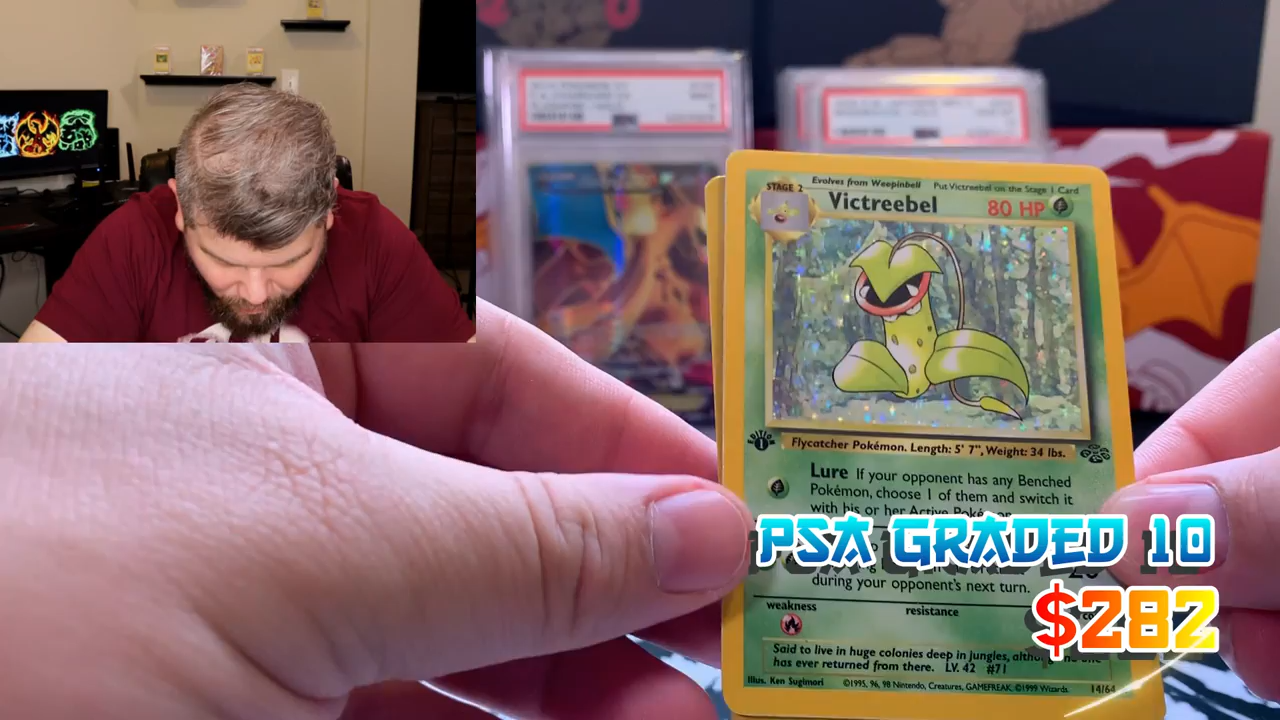 STAGE 2
Evolves from Weepinbell
Put Victreebel on the Stage 1 Card
Victreebel
80 HP
EDITION
1
Flycatcher Pokémon. Length: 5' 7", Weight: 34 lbs.
Lure If your opponent has any Benched
Pokémon, choose 1 of them and switch it
with his or her Active Pokémon.
PSA GRADED 10
during your opponent's next turn.
$282
weakness
resistance
Said to live in huge colonies deep in jungles,
has ever returned from there. LV. 42 #71
Illus. Ken Sugimori
©1995, 96, 98 Nintendo, Creatures, GAMEFREAK. ©1999 Wizards.
14/64